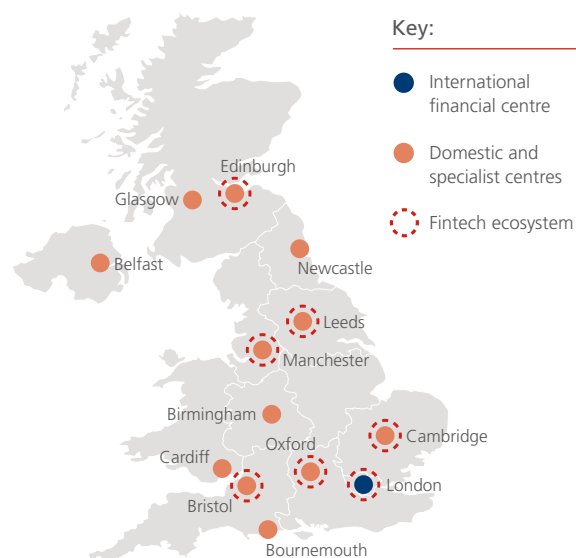 Key:
International
financial centre
Domestic and
specialist centres
Fintech ecosystem
Edinburgh
Glasgow
Belfast
Newcastle
Leeds
Manchester
Birmingham
Cambridge
Oxford
Cardiff
London
Bristol
Bournemouth